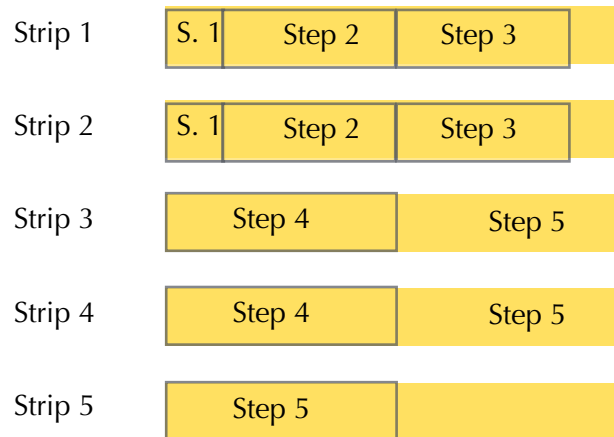 Strip 1 S. 1 Step 2 Step 3
Strip 2 S. 1 Step 2 Step 3
Strip 3 Step 4 Step 5
Strip 4 Step 4 Step 5
Strip 5 Step 5